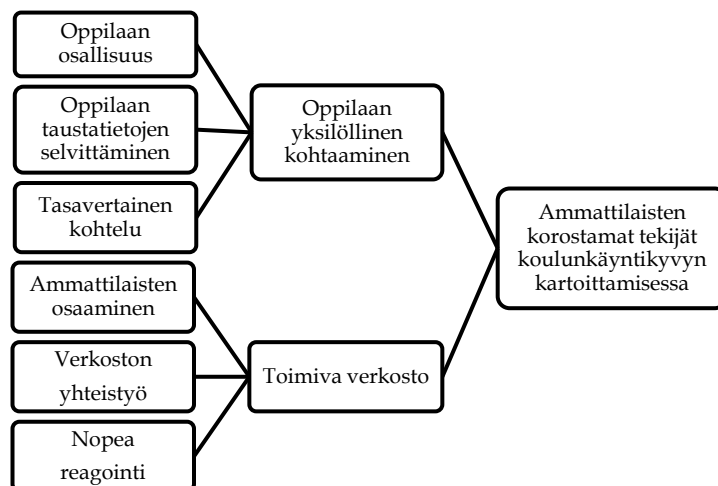 Oppilaan
osallisuus
Oppilaan
taustatietojen
selvittäminen
Tasavertainen
kohtelu
Ammattilaisten
osaaminen
Verkoston
yhteistyö
Nopea
reagointi
Oppilaan
yksilöllinen
kohtaaminen
Toimiva verkosto
Ammattilaisten
korostamat tekijät
koulunkäyntikyvyn
kartoittamisessa